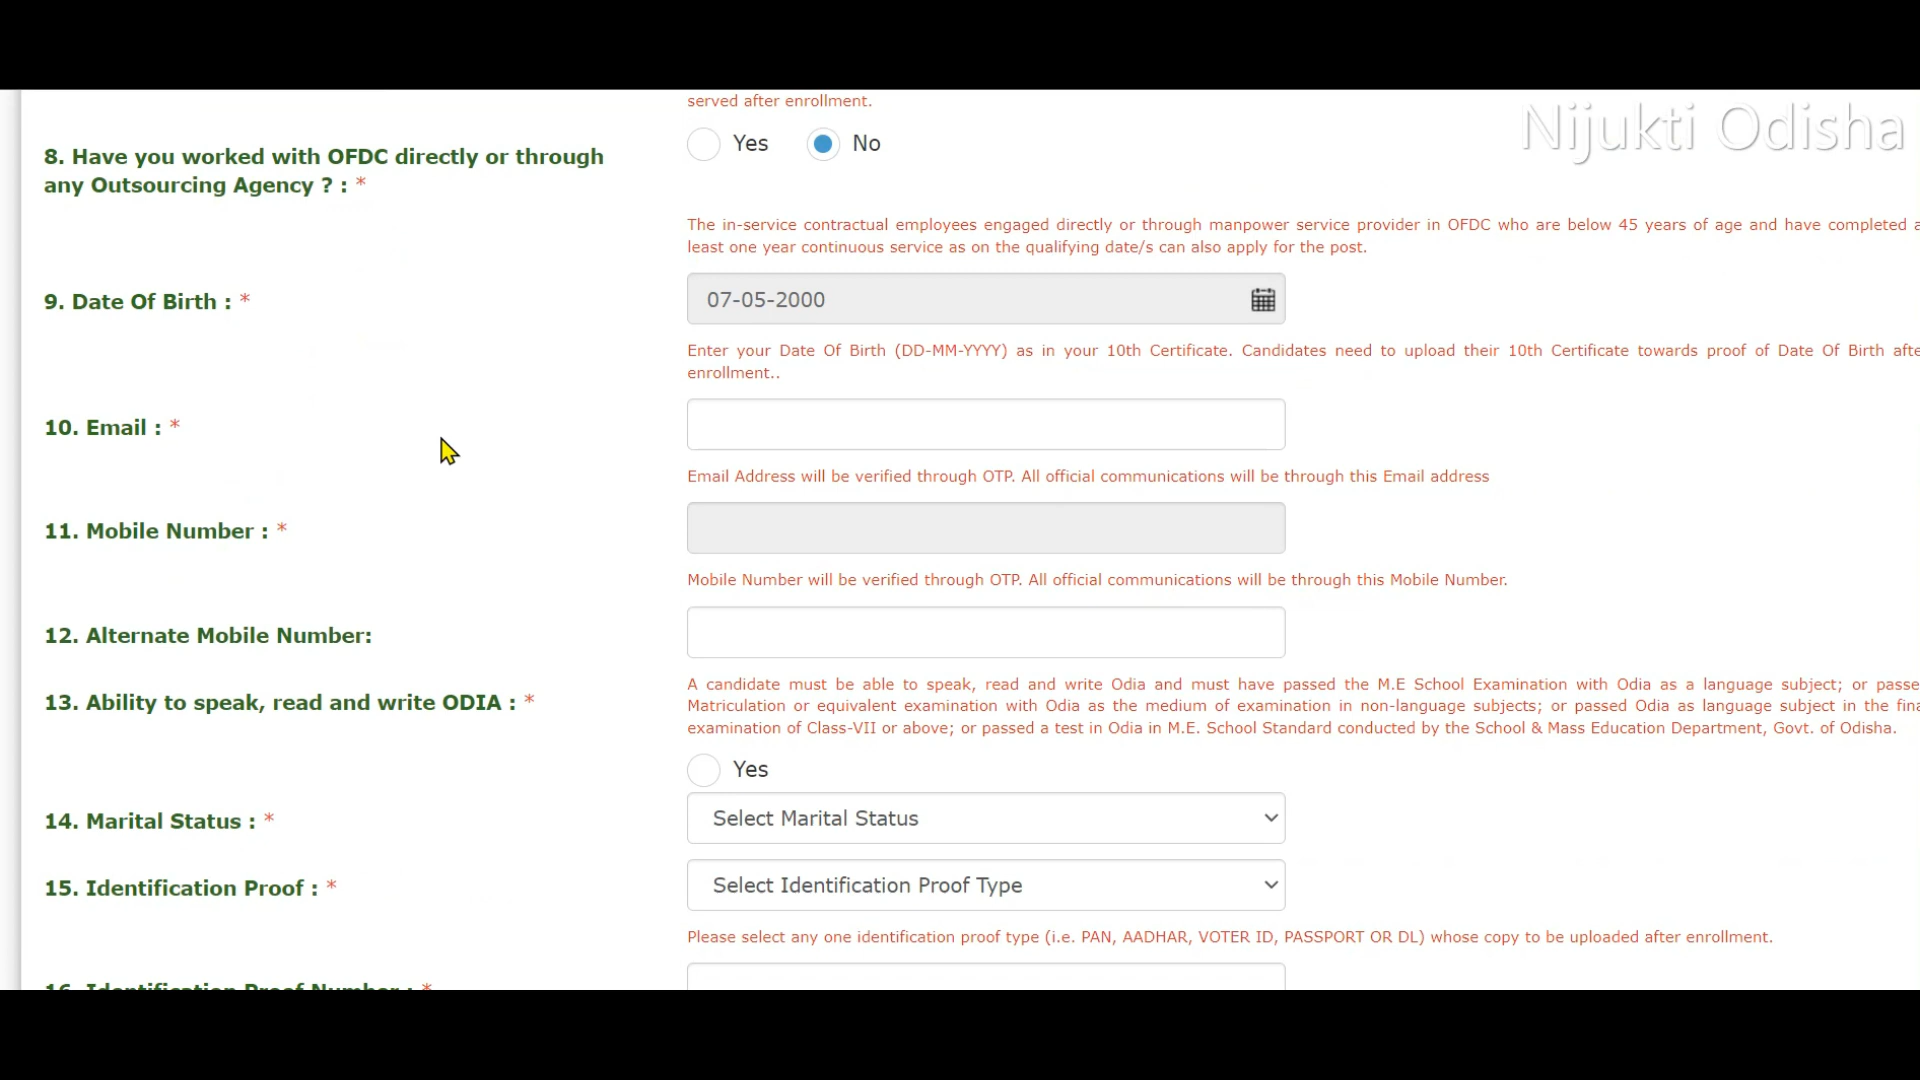 served after enrollment.
Nijukti Odisha
8. Have you worked with OFDC directly or through
any Outsourcing Agency ? : *
Yes No
The in-service contractual employees engaged directly or through manpower service provider in OFDC who are below 45 years of age and have completed
least one year continuous service as on the qualifying date/s can also apply for the post.
9. Date Of Birth : *
07-05-2000
Enter your Date Of Birth (DD-MM-YYYY) as in your 10th Certificate. Candidates need to upload their 10th Certificate towards proof of Date Of Birth afte
enrollment..
10. Email : *
Email Address will be verified through OTP. All official communications will be through this Email address
11. Mobile Number : *
Mobile Number will be verified through OTP. All official communications will be through this Mobile Number.
12. Alternate Mobile Number:
13. Ability to speak, read and write ODIA : *
A candidate must be able to speak, read and write Odia and must have passed the M.E School Examination with Odia as a language subject; or passe
Matriculation or equivalent examination with Odia as the medium of examination in non-language subjects; or passed Odia as language subject in the fina
examination of Class-VII or above; or passed a test in Odia in M.E. School Standard conducted by the School & Mass Education Department, Govt. of Odisha.
Yes
14. Marital Status : *
Select Marital Status
15. Identification Proof : *
Select Identification Proof Type
Please select any one identification proof type (i.e. PAN, AADHAR, VOTER ID, PASSPORT OR DL) whose copy to be uploaded after enrollment.
16. Identification Proof Number : *